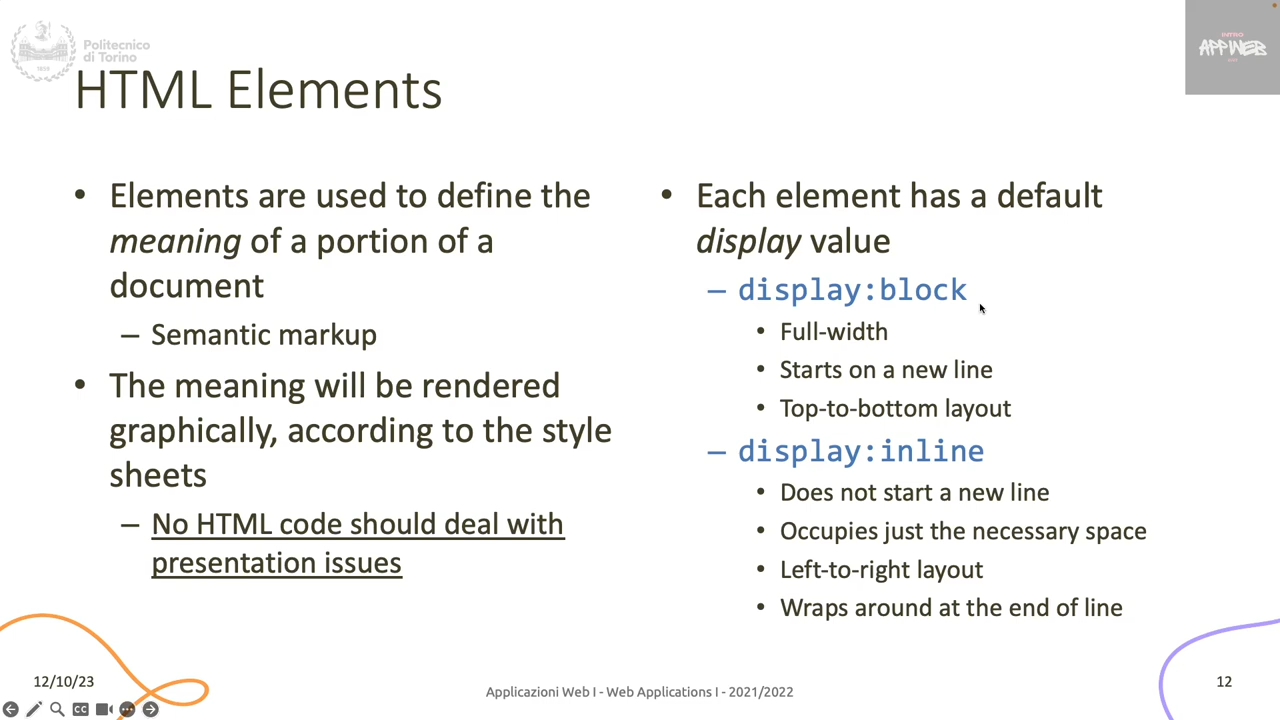 Politecnico
di Torino
1859
INTRO
APPWEB
HTML Elements
• Elements are used to define the
meaning of a portion of a
document
– Semantic markup
• The meaning will be rendered
graphically, according to the style
sheets
– No HTML code should deal with
presentation issues
• Each element has a default
display value
– display:block
• Full-width
• Starts on a new line
• Top-to-bottom layout
– display:inline
• Does not start a new line
• Occupies just the necessary space
• Left-to-right layout
• Wraps around at the end of line
12/10/23
Applicazioni Web I - Web Applications I - 2021/2022
12
CC